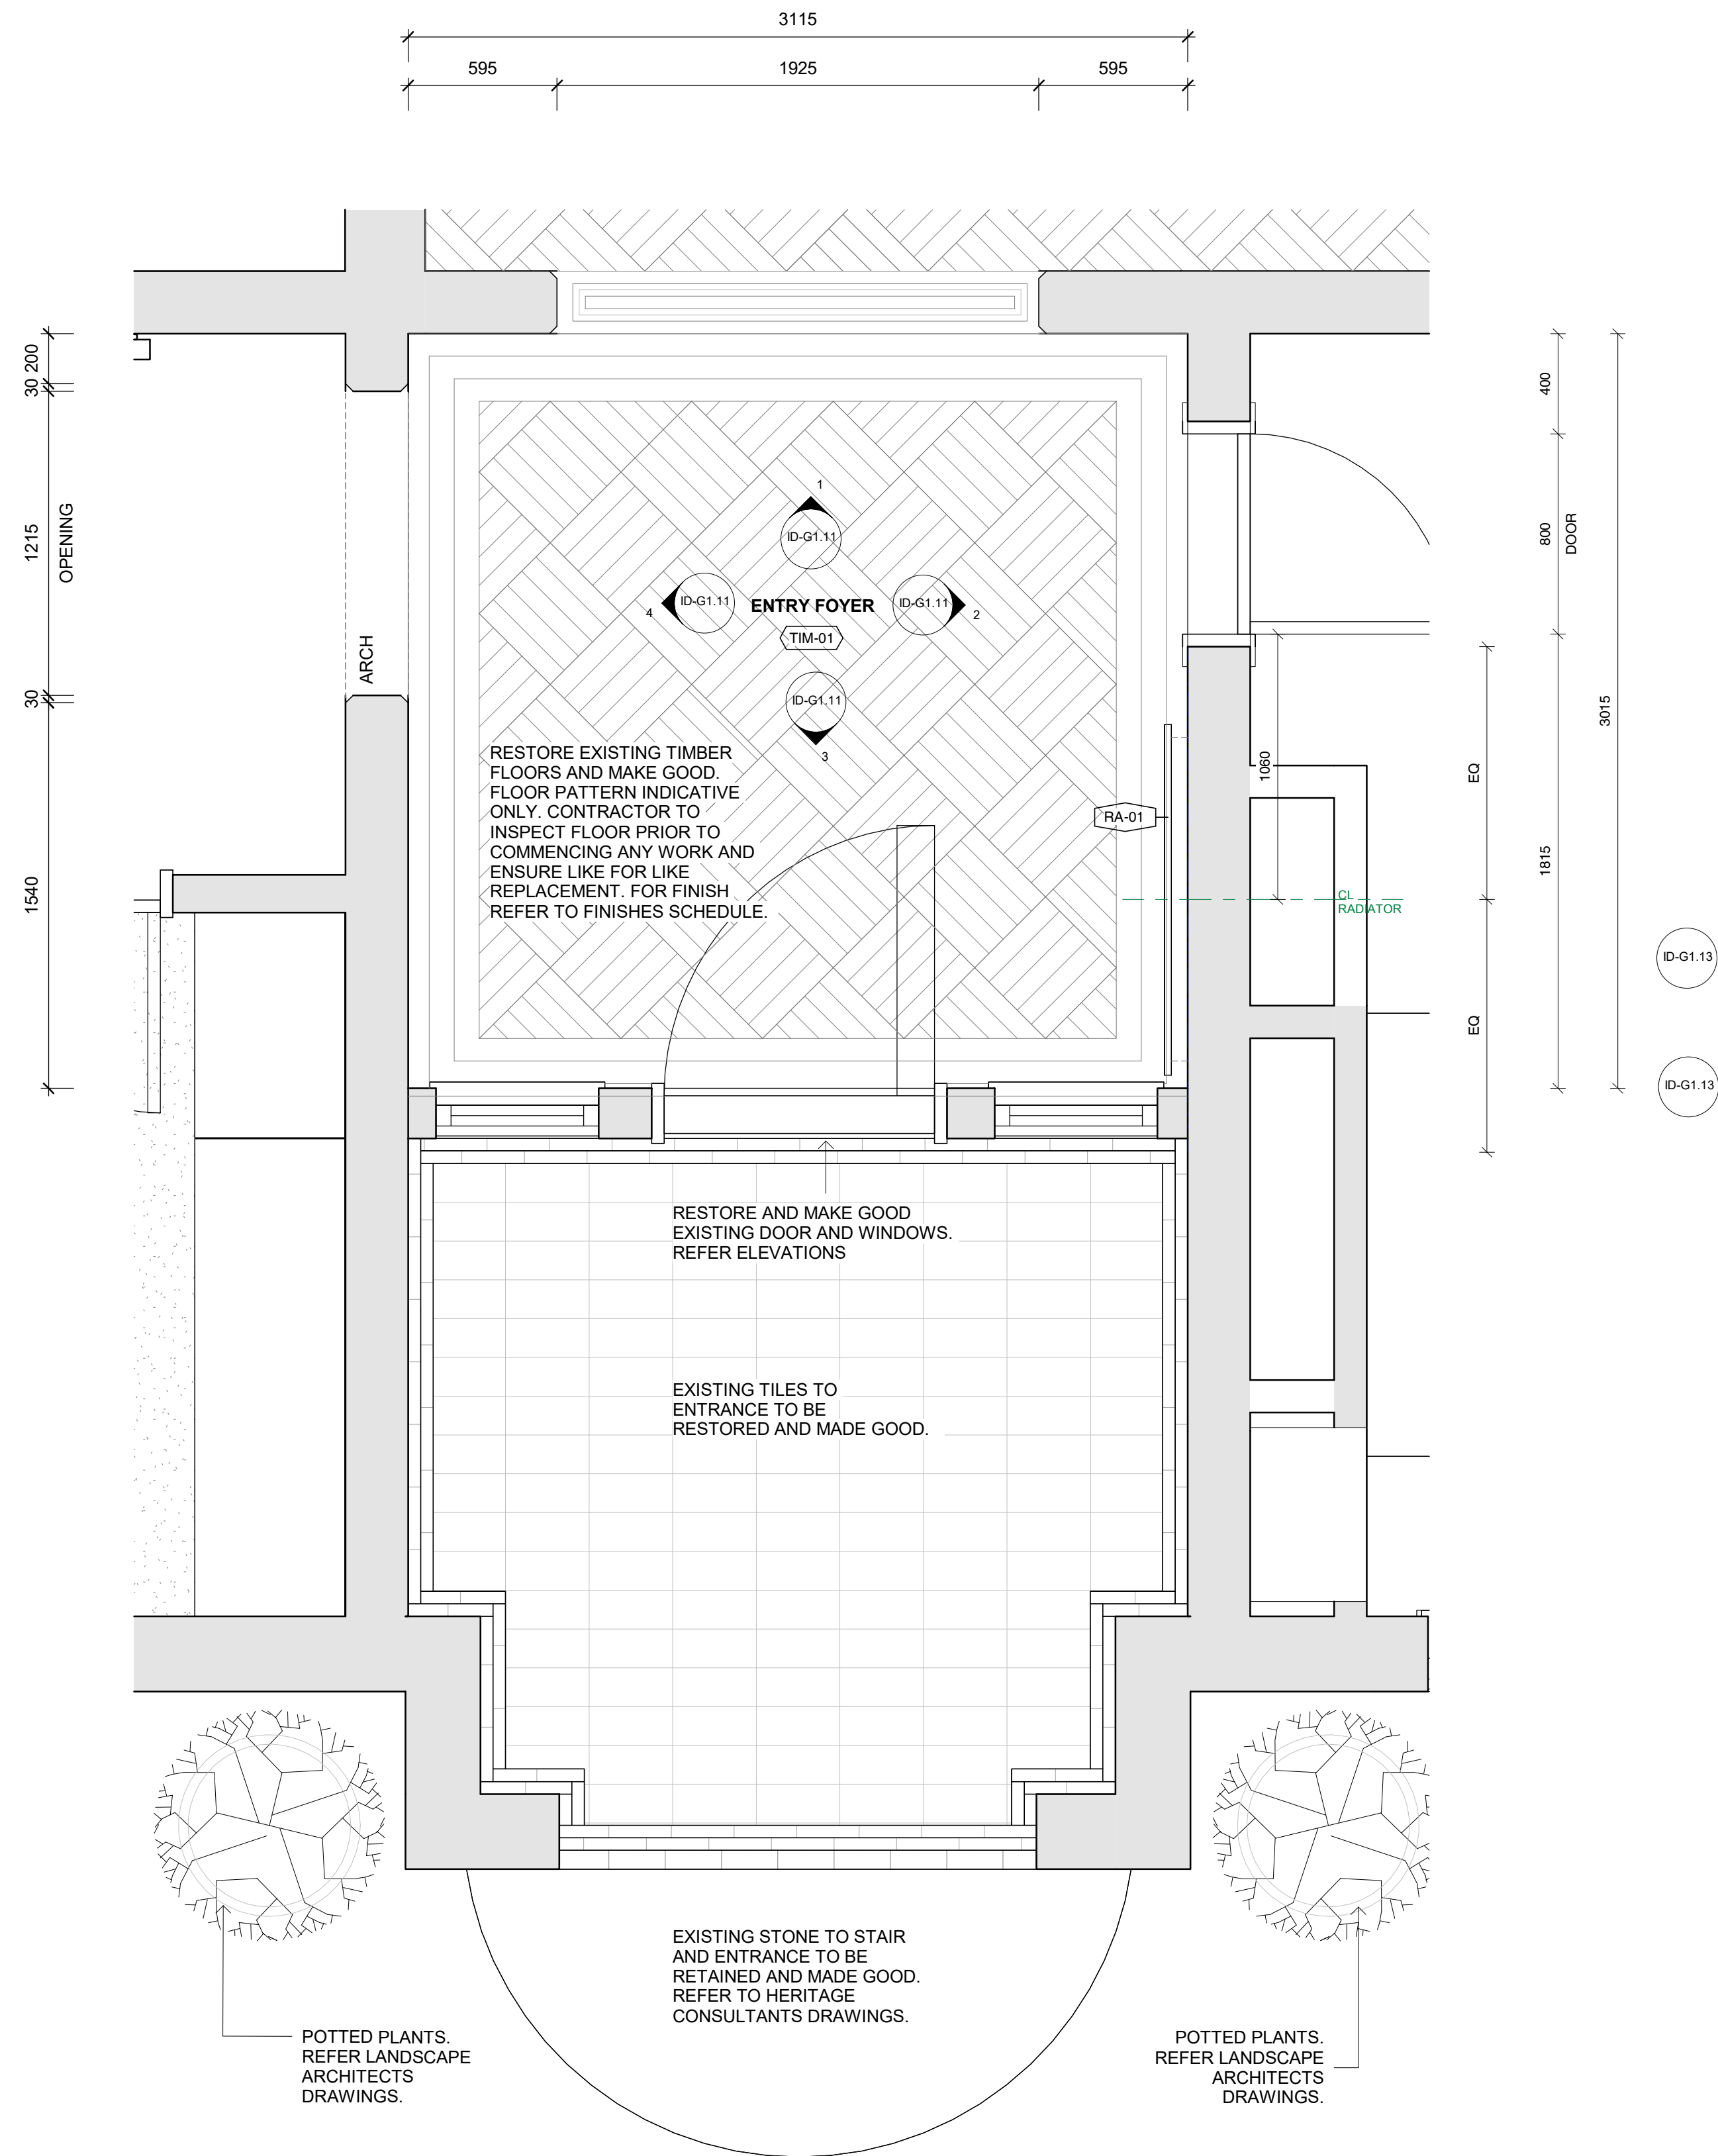 3115
595
1925
595
200
30
1215
OPENING
30
1540
ARCH
1
ID-G1.11
4
ID-G1.11
ENTRY FOYER
ID-G1.11
2
TIM-01
ID-G1.11
3
RESTORE EXISTING TIMBER
FLOORS AND MAKE GOOD.
FLOOR PATTERN INDICATIVE
ONLY. CONTRACTOR TO
INSPECT FLOOR PRIOR TO
COMMENCING ANY WORK AND
ENSURE LIKE FOR LIKE
REPLACEMENT. FOR FINISH
REFER TO FINISHES SCHEDULE.
RA-01
1060
CL
RADIATOR
EQ
EQ
400
800
DOOR
1815
3015
ID-G1.13
ID-G1.13
RESTORE AND MAKE GOOD
EXISTING DOOR AND WINDOWS.
REFER ELEVATIONS
EXISTING TILES TO
ENTRANCE TO BE
RESTORED AND MADE GOOD.
EXISTING STONE TO STAIR
AND ENTRANCE TO BE
RETAINED AND MADE GOOD.
REFER TO HERITAGE
CONSULTANTS DRAWINGS.
POTTED PLANTS.
REFER LANDSCAPE
ARCHITECTS
DRAWINGS.
POTTED PLANTS.
REFER LANDSCAPE
ARCHITECTS
DRAWINGS.